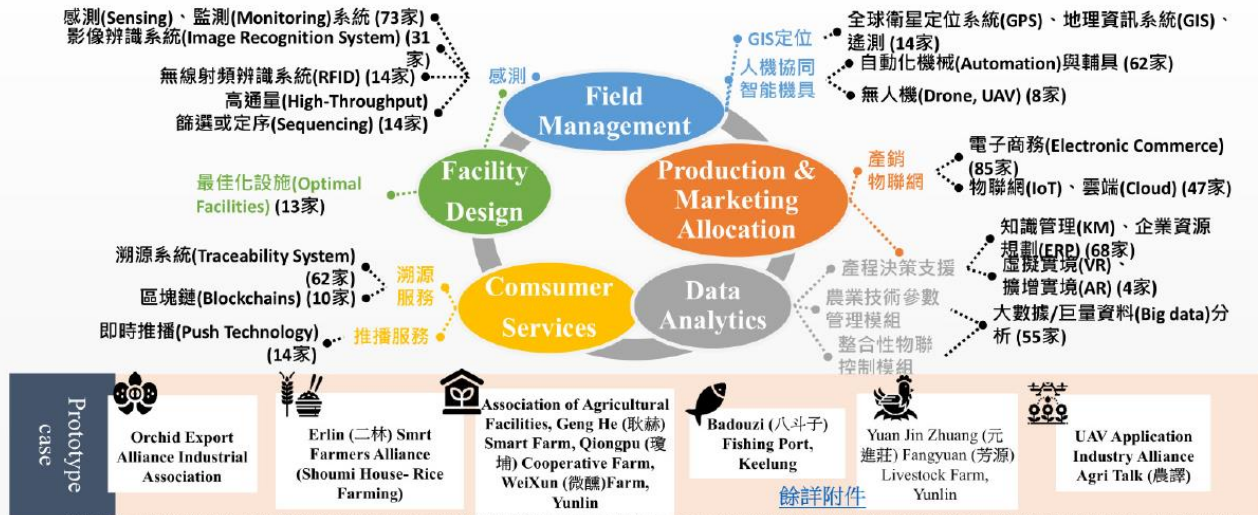 感測(Sensing)、監測(Monitoring)系統 (73家)
影像辨識系統(Image Recognition System) (31
家)
無線射頻辨識系統(RFID) (14家)
高通量(High-Throughput)
篩選或定序(Sequencing) (14家)
感測
最佳化設施(Optimal
Facilities) (13家)
溯源系統(Traceability System)
(62家)
區塊鏈(Blockchains) (10家)
溯源
服務
即時推播(Push Technology)
(14家)
推播服務
Field
Management
Facility
Design
Production &
Marketing
Allocation
Comsumer
Services
Data
Analytics
GIS定位
人機協同
智能機具
全球衛星定位系統(GPS)、地理資訊系統(GIS)、
遙測 (14家)
自動化機械(Automation)與輔具 (62家)
無人機(Drone, UAV) (8家)
產銷
物聯網
電子商務(Electronic Commerce)
(85家)
物聯網(IoT)、雲端(Cloud) (47家)
產程決策支援
農業技術參數
管理模組
整合性物聯
控制模組
知識管理(KM)、企業資源
規劃(ERP) (68家)
虛擬實境(VR)、
擴增實境(AR) (4家)
大數據/巨量資料(Big data)分
析 (55家)
Prototype
case
Orchid Export
Alliance Industrial
Association
Erlin (二林) Smrt
Farmers Alliance
(Shoumi House- Rice
Farming)
Association of Agricultural
Facilities, Geng He (耿赫)
Smart Farm, Qiongpu (瓊
埔) Cooperative Farm,
WeiXun (微醺)Farm,
Yunlin
Badouzi (八斗子)
Fishing Port,
Keelung
Yuan Jin Zhuang (元
進莊) Fangyuan (芳源)
Livestock Farm,
Yunlin
UAV Application
Industry Alliance
Agri Talk (農譯)
餘詳附件